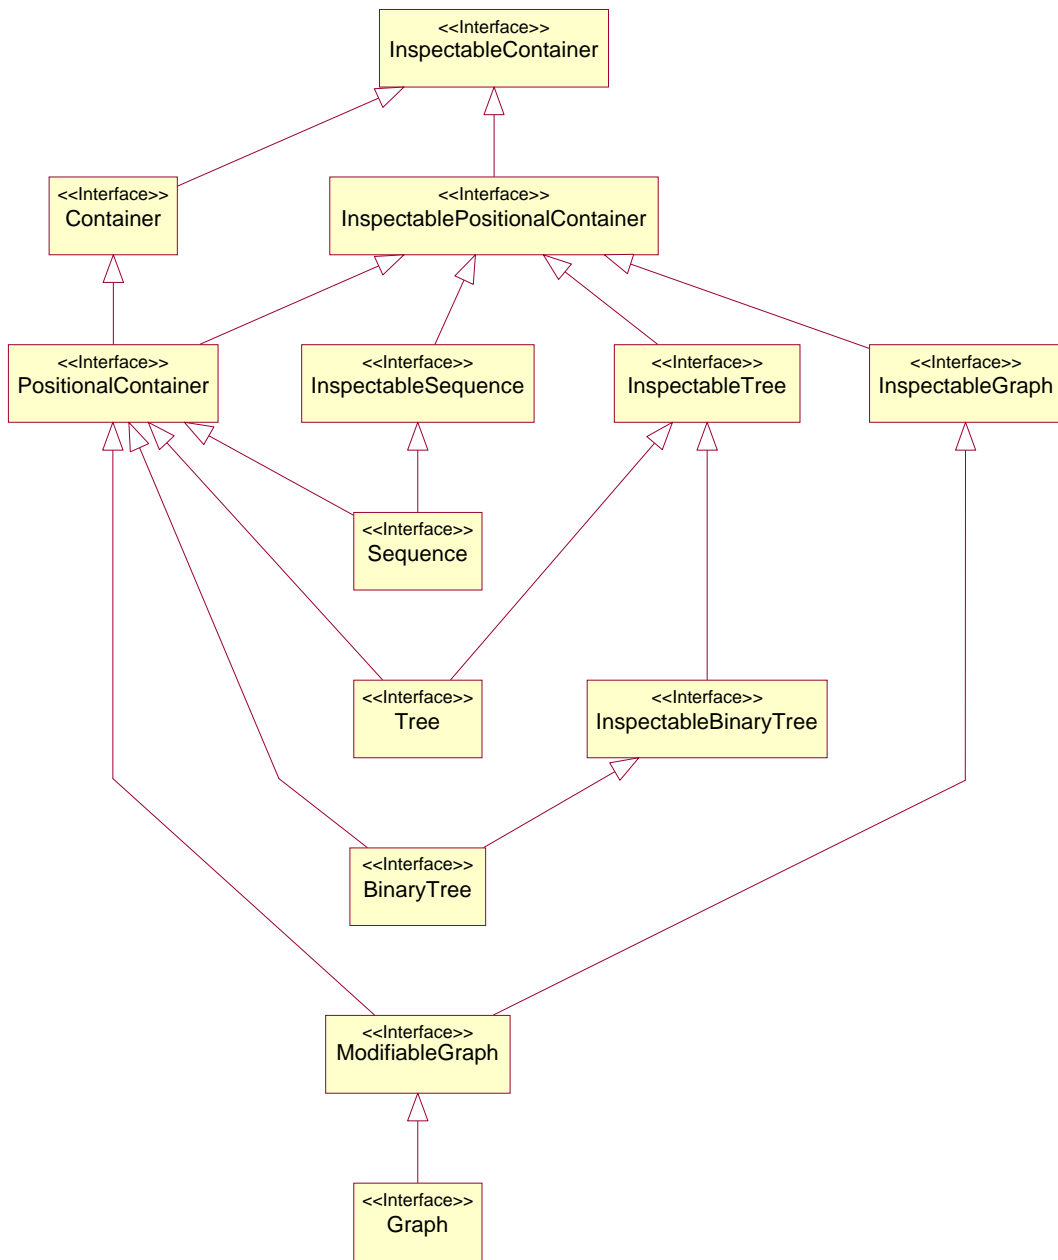 <<Interface>>
InspectableContainer
<<Interface>>
Container
<<Interface>>
InspectablePositionalContainer
<<Interface>>
PositionalContainer
<<Interface>>
InspectableSequence
<<Interface>>
InspectableTree
<<Interface>>
InspectableGraph
<<Interface>>
Sequence
<<Interface>>
Tree
<<Interface>>
InspectableBinaryTree
<<Interface>>
BinaryTree
<<Interface>>
ModifiableGraph
<<Interface>>
Graph